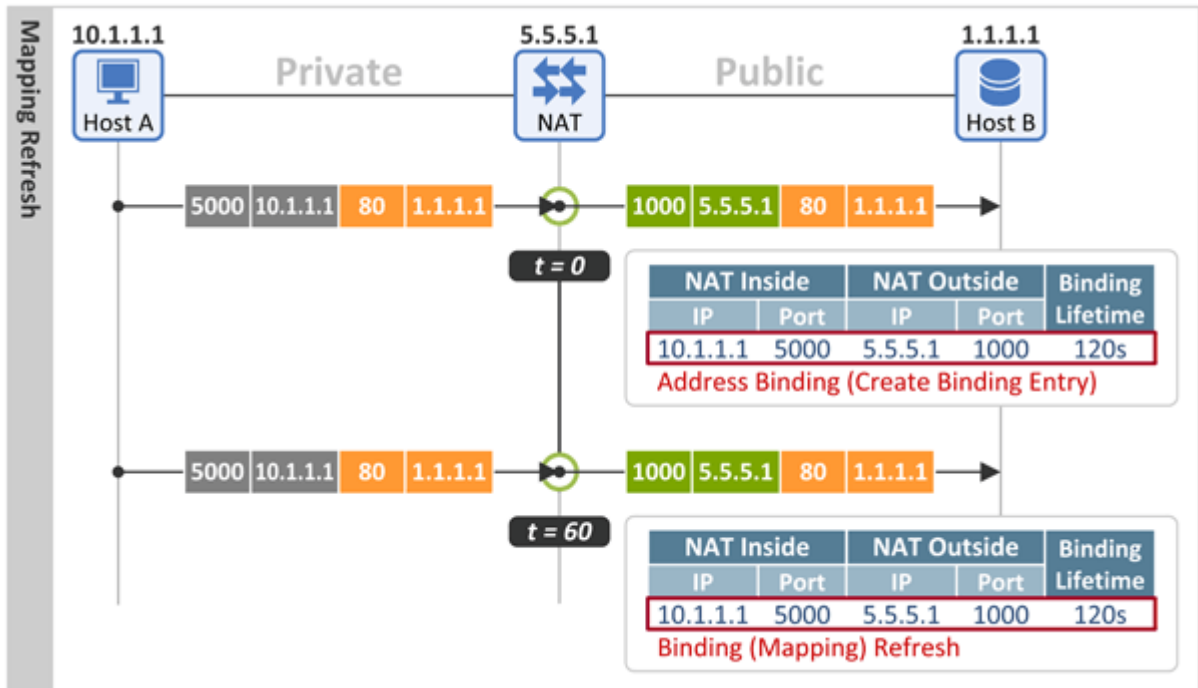 Mapping Refresh
10.1.1.1 5.5.5.1 1.1.1.1
Private Public
Host A NAT Host B
5000 10.1.1.1 80 1.1.1.1 1000 5.5.5.1 80 1.1.1.1
t = 0
NAT Inside NAT Outside Binding Lifetime
IP Port IP Port
10.1.1.1 5000 5.5.5.1 1000 120s
Address Binding (Create Binding Entry)
5000 10.1.1.1 80 1.1.1.1 1000 5.5.5.1 80 1.1.1.1
t = 60
NAT Inside NAT Outside Binding Lifetime
IP Port IP Port
10.1.1.1 5000 5.5.5.1 1000 120s
Binding (Mapping) Refresh